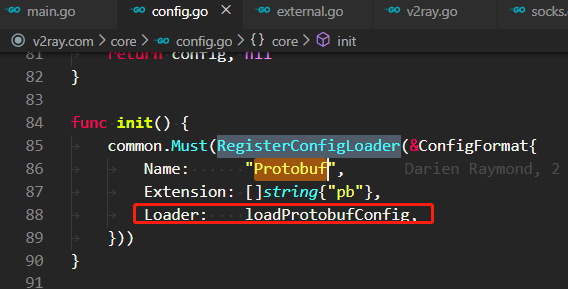 main.go config.go × external.go v2ray.go socks.
v2ray.com > core > config.go > {} core > init
81 return config, nil
82 }
83
84 func init() {
85 common.Must(RegisterConfigLoader(&ConfigFormat{
86 Name: "Protobuf", Darien Raymond, 2
87 Extension: []string{"pb"},
88 Loader: loadProtobufConfig,
89 }))
90 }
91